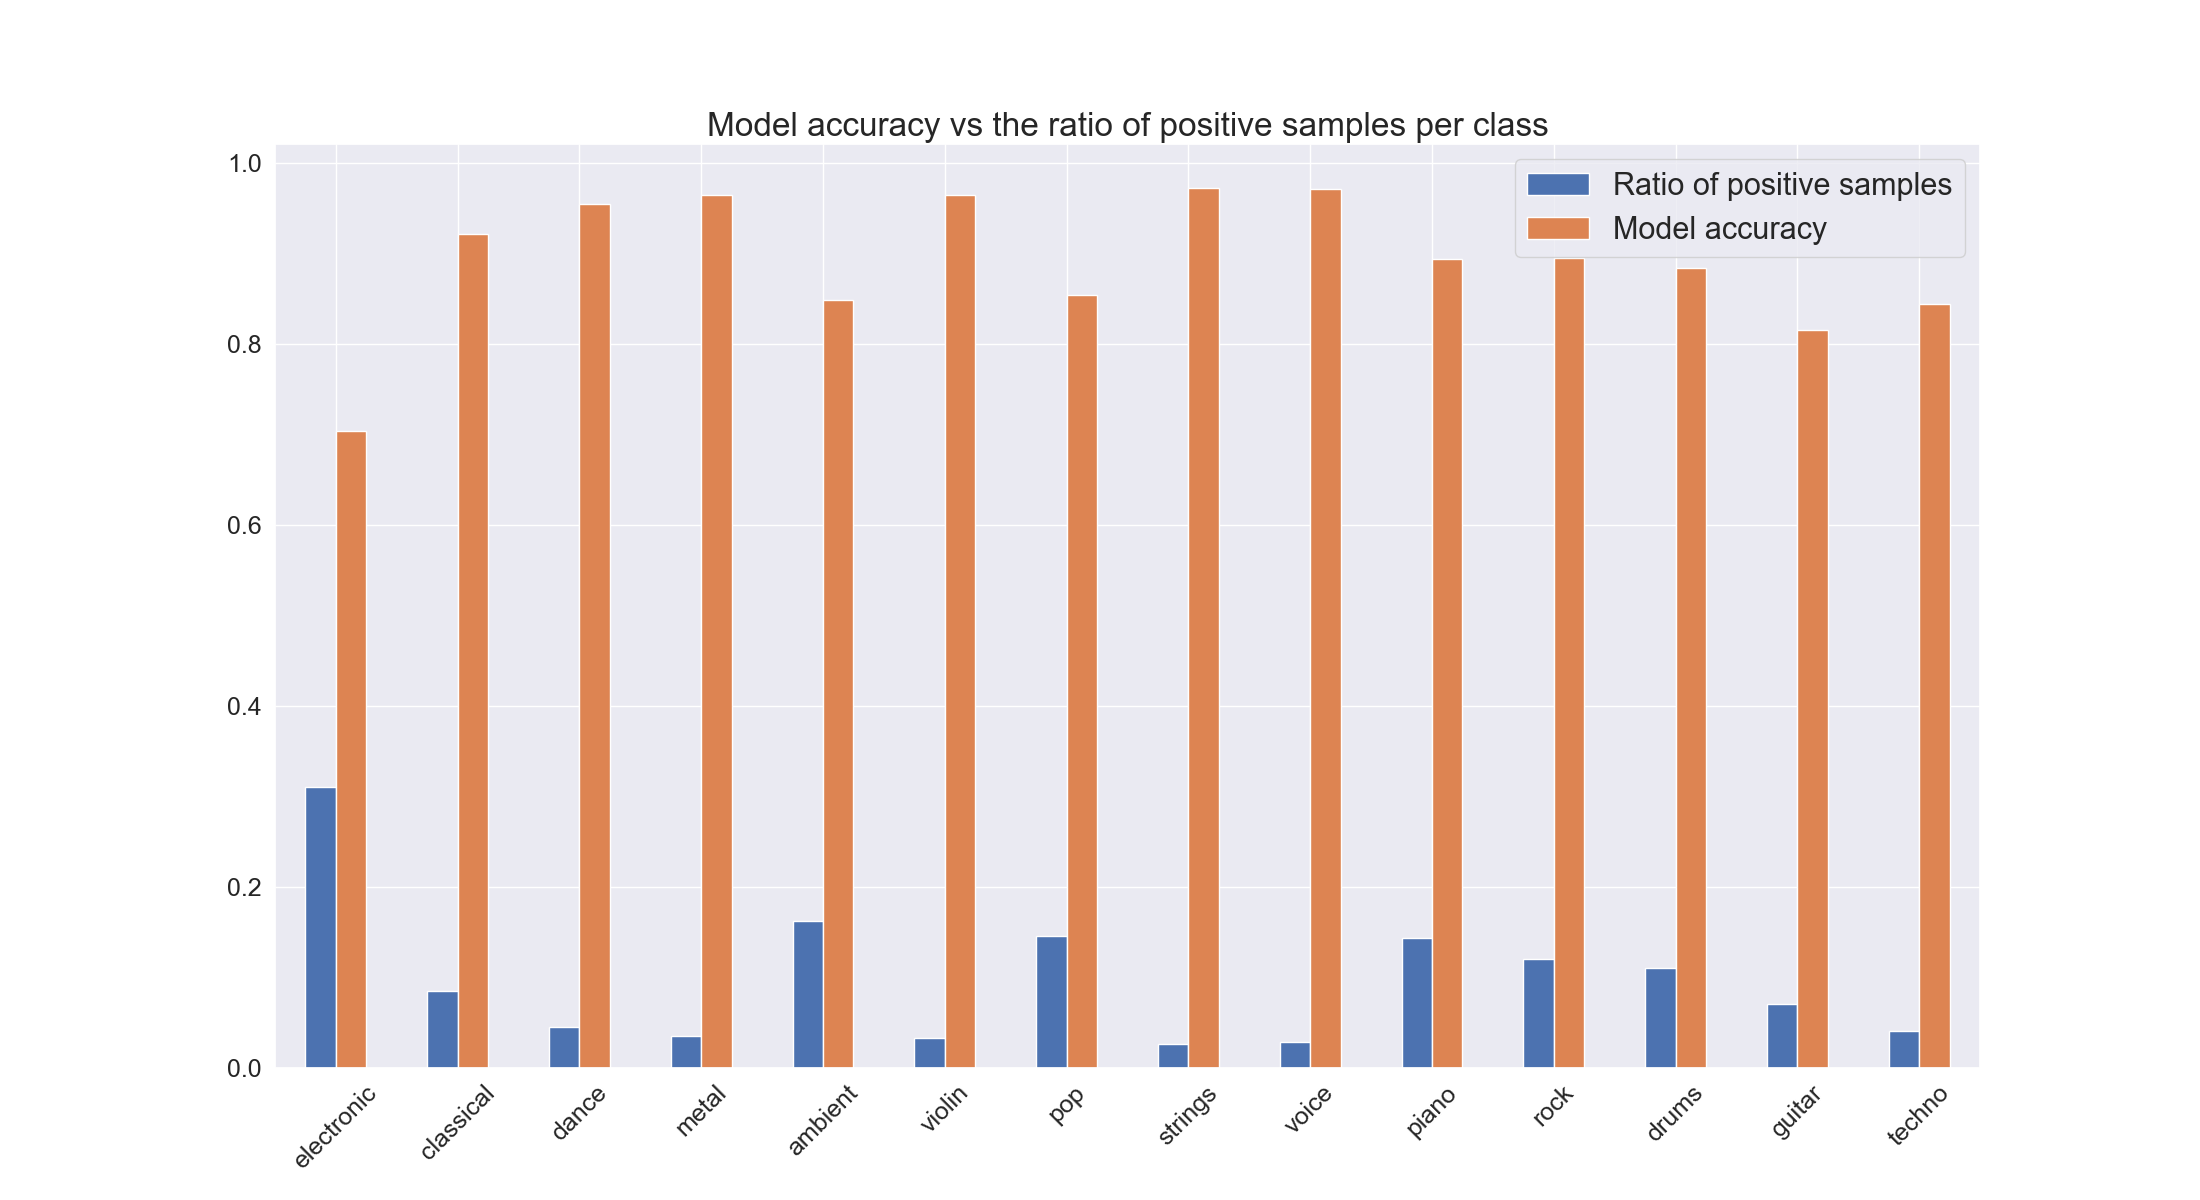 Model accuracy vs the ratio of positive samples per class
1.0
0.8
0.6
0.4
0.2
0.0
Ratio of positive samples
Model accuracy
electronic
classical
dance
metal
ambient
violin
pop
strings
voice
piano
rock
drums
guitar
techno